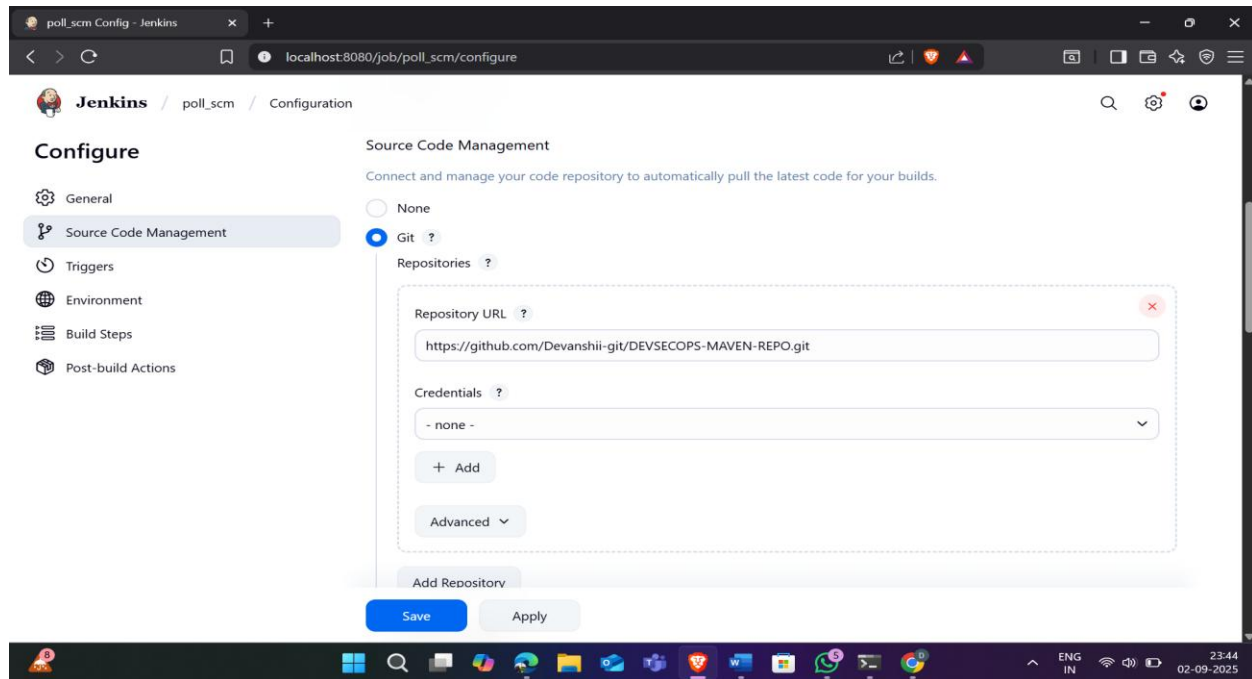 poll_scm Config - Jenkins
localhost:8080/job/poll_scm/configure
Jenkins / poll_scm / Configuration
Configure
General
Source Code Management
Triggers
Environment
Build Steps
Post-build Actions
Source Code Management
Connect and manage your code repository to automatically pull the latest code for your builds.
None
Git ?
Repositories ?
Repository URL ?
https://github.com/Devanshii-git/DEVSECOPS-MAVEN-REPO.git
Credentials ?
- none -
+ Add
Advanced
Add Repository
Save Apply
8
5
D
ENG
IN
23:44
02-09-2025